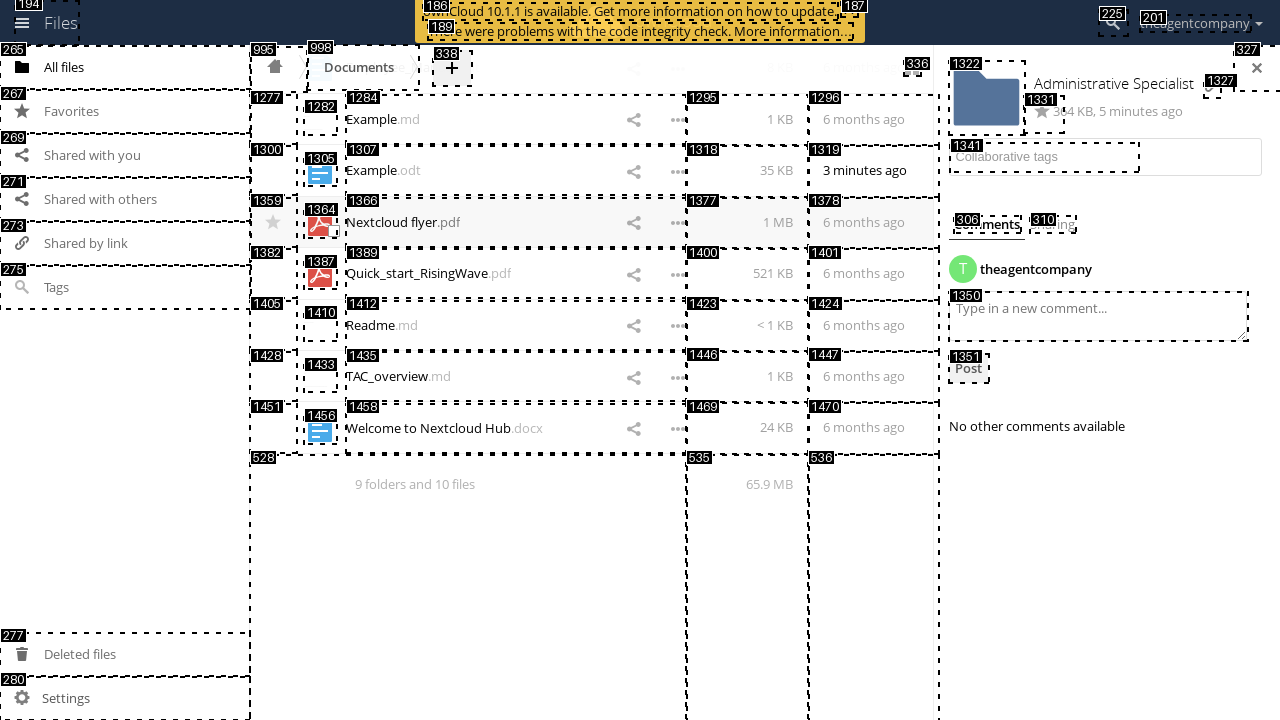 194
Files
186
ownCloud 10.1.1 is available. Get more information on how to update.
187
189
There were problems with the code integrity check. More information…
225
201
theagentcompany
265
All files
267
Favorites
269
Shared with you
271
Shared with others
273
Shared by link
275
Tags
277
Deleted files
280
Settings
995
998
Documents
338
+
336
327
1277
1282
1284
Example.md
1295
1 KB
1296
6 months ago
1300
1305
1307
Example.odt
1318
35 KB
1319
3 minutes ago
1359
1364
1366
Nextcloud flyer.pdf
1377
1 MB
1378
6 months ago
1382
1387
1389
Quick_start_RisingWave.pdf
1400
521 KB
1401
6 months ago
1405
1410
1412
Readme.md
1423
< 1 KB
1424
6 months ago
1428
1433
1435
TAC_overview.md
1446
1 KB
1447
6 months ago
1451
1456
1458
Welcome to Nextcloud Hub.docx
1469
24 KB
1470
6 months ago
528
535
536
9 folders and 10 files
65.9 MB
1322
Administrative Specialist
1327
1331
364 KB, 5 minutes ago
1341
Collaborative tags
306
Comments
310
Sharing
T
theagentcompany
1350
Type in a new comment...
1351
Post
No other comments available